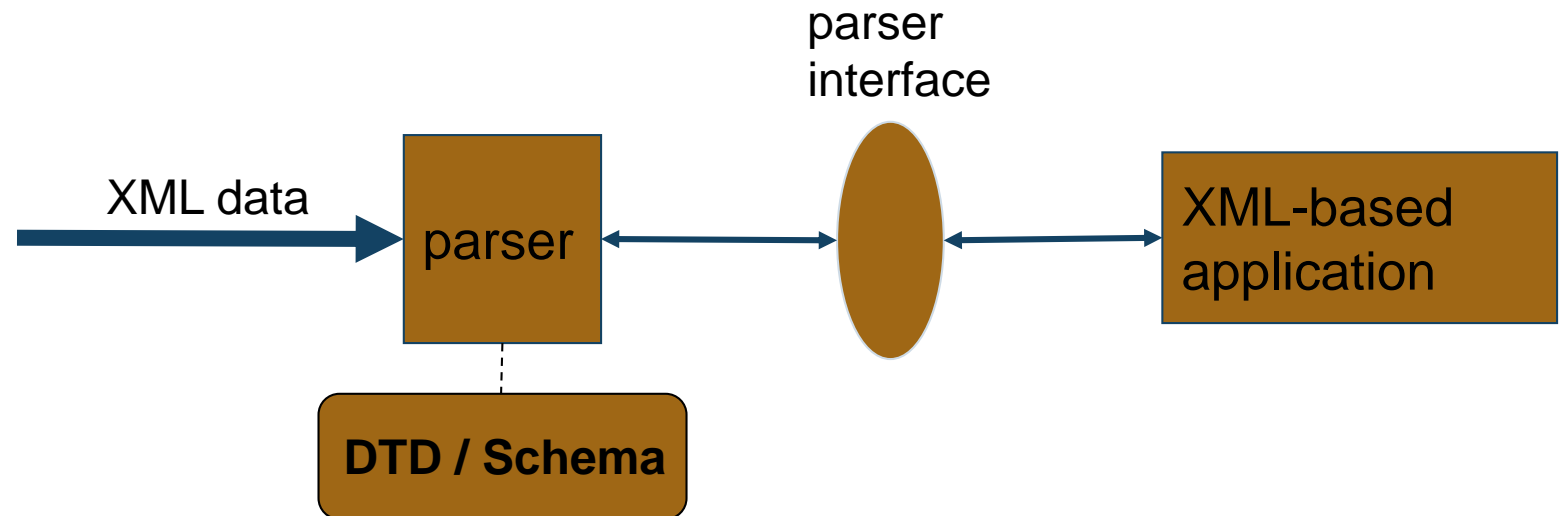 parser
interface
XML data
parser
XML-based
application
DTD / Schema